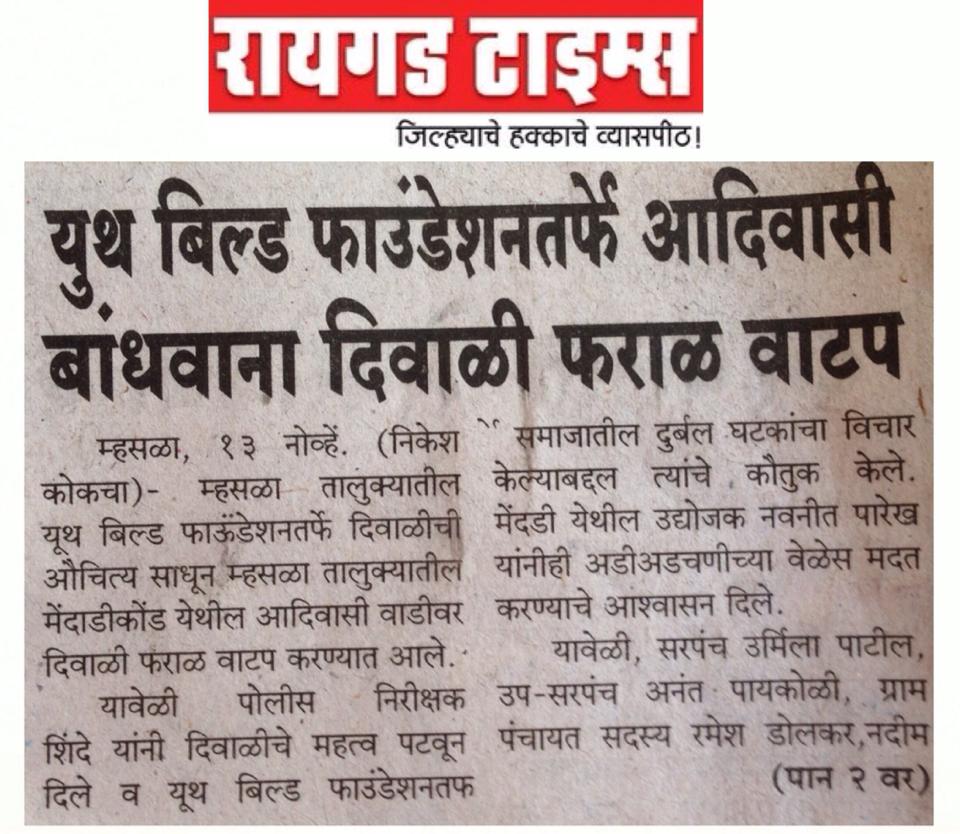 रायगड टाइम्स
जिल्ह्याचे हक्काचे व्यासपीठ!
युथ बिल्ड फाउंडेशनतर्फे आदिवासी
बांधवाना दिवाळी फराळ वाटप
म्हसळा, १३ नोव्हें. (निकेश
कोकचा)- म्हसळा तालुक्यातील
यूथ बिल्ड फाऊंडेशनतर्फे दिवाळीची
औचित्य साधून म्हसळा तालुक्यातील
मेंदाडीकोंड येथील आदिवासी वाडीवर
दिवाळी फराळ वाटप करण्यात आले.
यावेळी पोलीस निरीक्षक
शिंदे यांनी दिवाळीचे महत्व पटवून
दिले व यूथ बिल्ड फाउंडेशनतफ
समाजातील दुर्बल घटकांचा विचार
केल्याबद्दल त्यांचे कौतुक केले.
मेंदडी येथील उद्योजक नवनीत पारेख
यांनीही अडीअडचणीच्या वेळेस मदत
करण्याचे आश्वासन दिले.
यावेळी, सरपंच उर्मिला पाटील,
उप-सरपंच अनंत पायकोळी, ग्राम
पंचायत सदस्य रमेश डोलकर,नदीम
(पान २ वर)